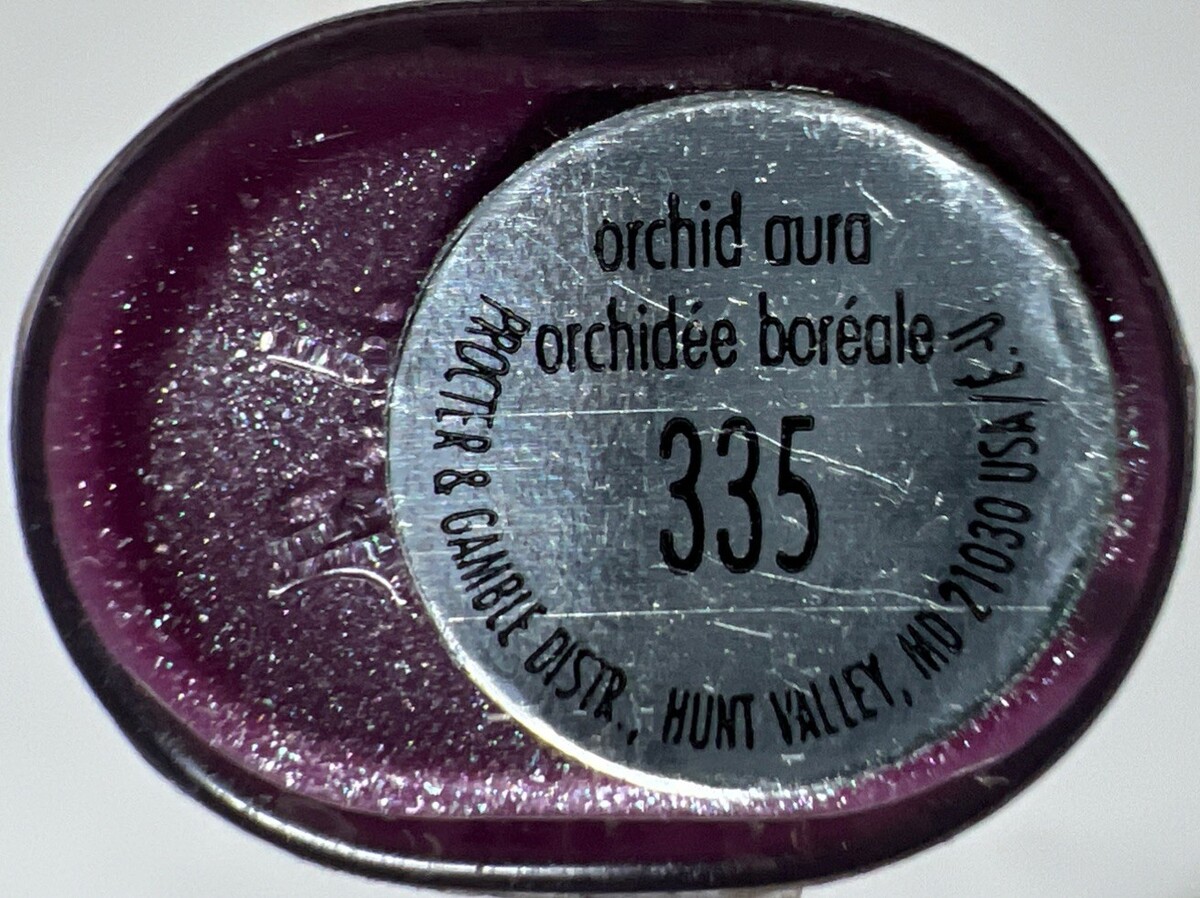 orchid aura
orchidée boréale
335
PROCTER & GAMBLE DISTR., HUNT VALLEY, MD 21030 USA/É.-U.